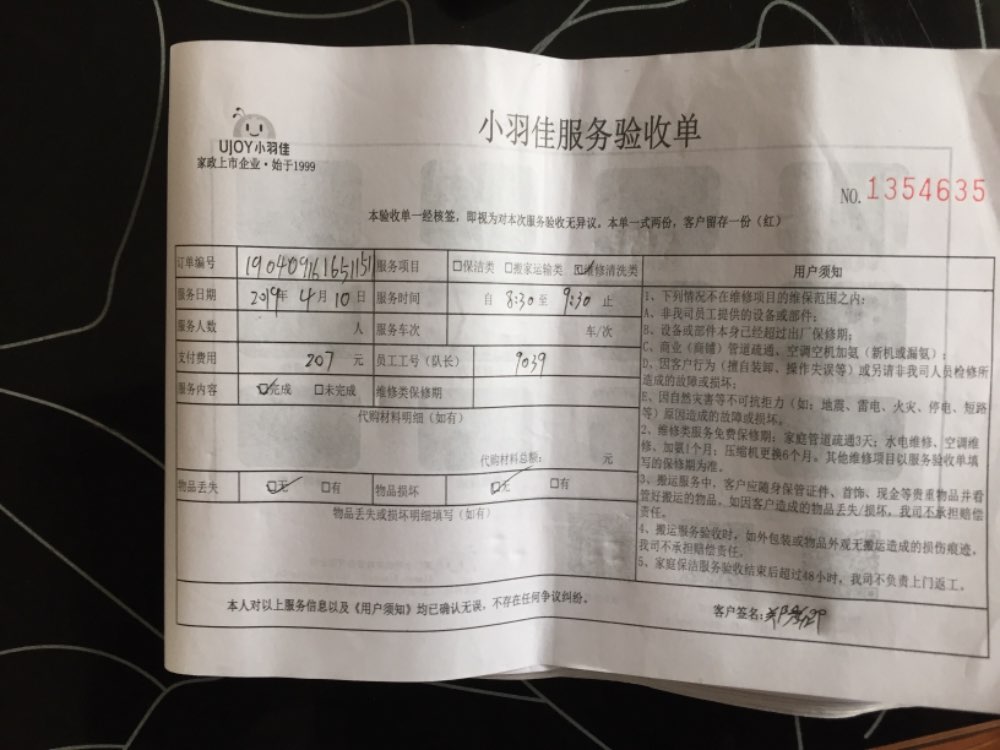 小羽佳服务验收单
UJOY小羽佳
家政上市企业·始于1999
NO. 1354635
本验收单一经核签，即视为对本次服务验收无异议，本单一式两份，客户留存一份（红）
订单编号 服务项目 □保洁类 □搬家运输类 ☑维修清洗类
服务日期 2019年 4月 10日 服务时间 自 8:30 至 9:30 止
服务人数 人 服务车次 车/次
支付费用 207 元 员工工号（队长） 9039
服务内容 ☑完成 □未完成 维修类保修期
代购材料明细（如有）
代购材料总额： 元
物品丢失 ☑无 □有 物品损坏 ☑无 □有
物品丢失或损坏明细填写（如有）
本人对以上服务信息以及《用户须知》均已确认无误，不存在任何争议纠纷。
用户须知
1、下列情况不在维修项目的维保范围之内：
A、非我司员工提供的设备或部件；
B、设备或部件本身已经超过出厂保修期；
C、商业（商铺）管道疏通、空调空机加氨（新机或漏氨）；
D、因客户行为（擅自装卸、操作失误等）或另请非我司人员检修所
造成的故障或损坏；
E、因自然灾害等不可抗拒力（如：地震、雷电、火灾、停电、短路
等）原因造成的故障或损坏。
2、维修类服务免费保修期：家庭管道疏通3天；水电维修、空调维
修、加氨1个月；压缩机更换6个月。其他维修项目以服务验收单填
写的保修期为准。
3、搬运服务中，客户应随身保管证件、首饰、现金等贵重物品并看
管好搬运的物品，如因客户造成的物品丢失/损坏，我司不承担赔偿
责任。
4、搬运服务验收时，如外包装或物品外观无搬运造成的损伤痕迹，
我司不承担赔偿责任。
5、家庭保洁服务验收结束后超过48小时，我司不负责上门返工。
客户签名：